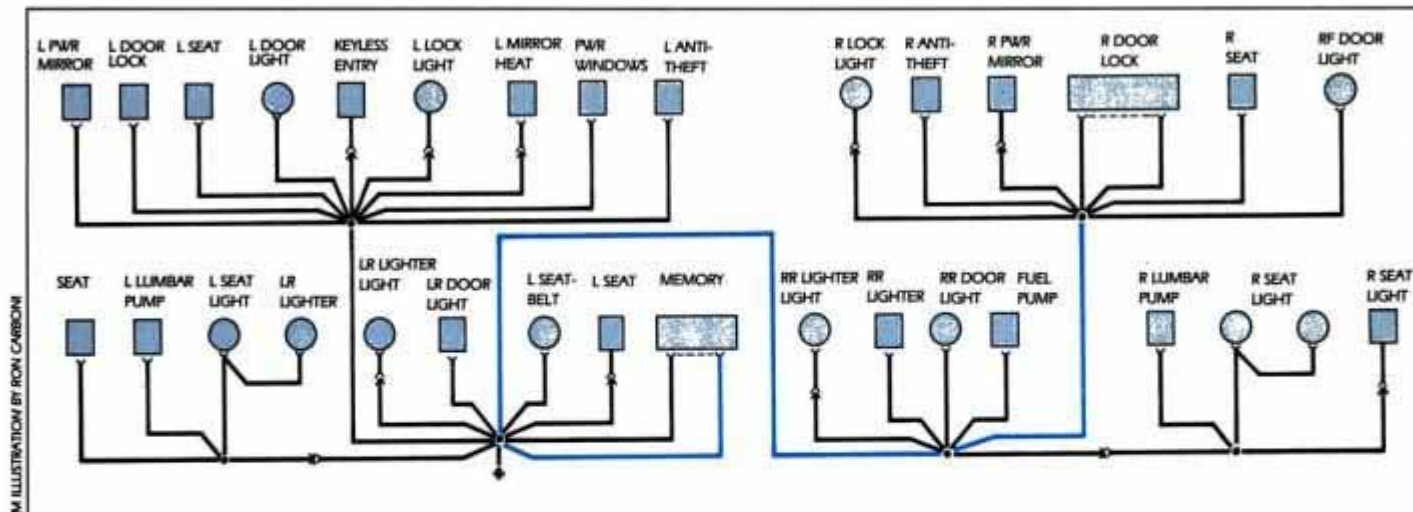 L PWR
MIRROR
L DOOR
LOCK
L SEAT
L DOOR
LIGHT
KEYLESS
ENTRY
L LOCK
LIGHT
L MIRROR
HEAT
PWR
WINDOWS
L ANTI-
THEFT
R LOCK
LIGHT
R ANTI-
THEFT
R PWR
MIRROR
R DOOR
LOCK
R
SEAT
RF DOOR
LIGHT
SEAT
L LUMBAR
PUMP
L SEAT
LIGHT
LR
LIGHTER
LR LIGHTER
LIGHT
LR DOOR
LIGHT
L SEAT-
BELT
L SEAT
MEMORY
RR LIGHTER
LIGHT
RR
LIGHTER
RR DOOR
LIGHT
FUEL
PUMP
R LUMBAR
PUMP
R SEAT
LIGHT
R SEAT
LIGHT
M ILLUSTRATION BY RON CARBONI